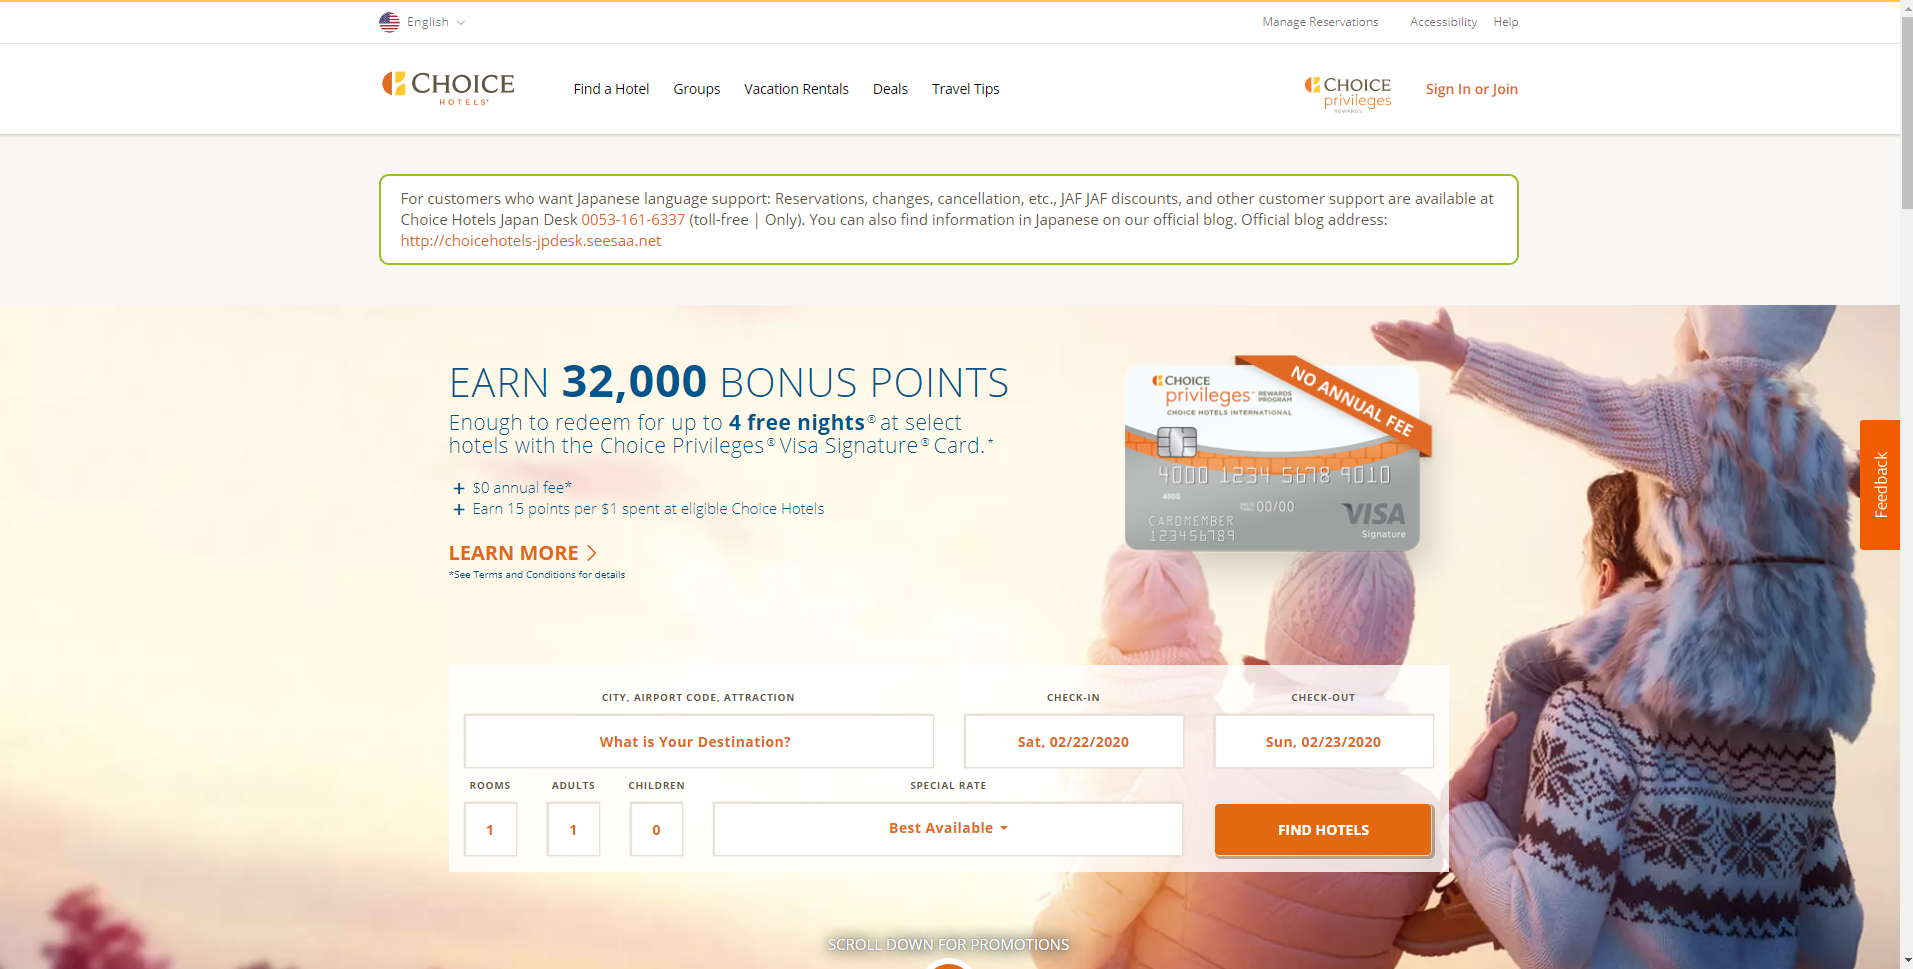 English
Manage Reservations
Accessibility
Help
CHOICE
HOTELS®
Find a Hotel
Groups
Vacation Rentals
Deals
Travel Tips
CHOICE
privileges
REWARDS
Sign In or Join
For customers who want Japanese language support: Reservations, changes, cancellation, etc., JAF JAF discounts, and other customer support are available at
Choice Hotels Japan Desk 0053-161-6337 (toll-free | Only). You can also find information in Japanese on our official blog. Official blog address:
http://choicehotels-jpdesk.seesaa.net
EARN 32,000 BONUS POINTS
Enough to redeem for up to 4 free nights® at select
hotels with the Choice Privileges® Visa Signature® Card.*
+ $0 annual fee*
+ Earn 15 points per $1 spent at eligible Choice Hotels
LEARN MORE >
*See Terms and Conditions for details
CHOICE
privileges™ REWARDS PROGRAM
CHOICE HOTELS INTERNATIONAL
NO ANNUAL FEE
4000 1234 5678 9010
4000
VALID THRU 00/00
CARDMEMBER
123456789
VISA
Signature
Feedback
CITY, AIRPORT CODE, ATTRACTION
CHECK-IN
CHECK-OUT
What is Your Destination?
Sat, 02/22/2020
Sun, 02/23/2020
ROOMS
ADULTS
CHILDREN
SPECIAL RATE
1
1
0
Best Available
FIND HOTELS
SCROLL DOWN FOR PROMOTIONS